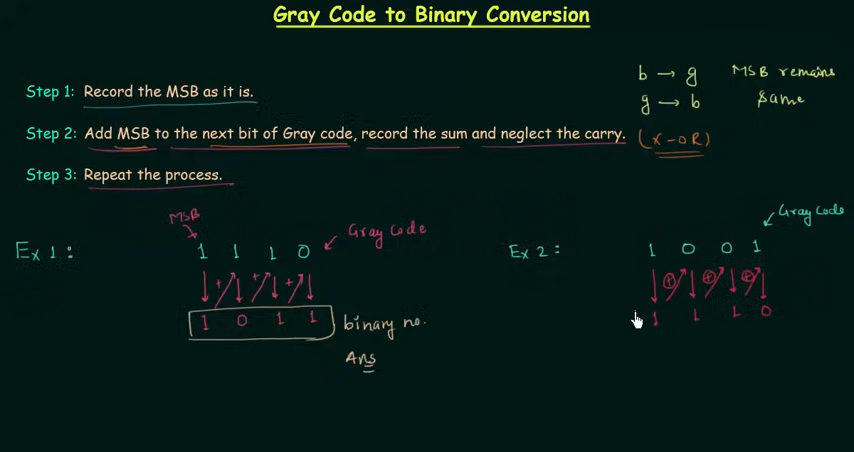 Gray Code to Binary Conversion
b → g MSB remains
g → b Same
Step 1: Record the MSB as it is.
Step 2: Add MSB to the next bit of Gray code, record the sum and neglect the carry. (X-OR)
Step 3: Repeat the process.
MSB
Gray Code
Gray Code
Ex 1: 1 1 1 0
Ex 2: 1 0 0 1
+ + +
+ + +
1 0 1 1 binary no.
1 1 1 0
Ans